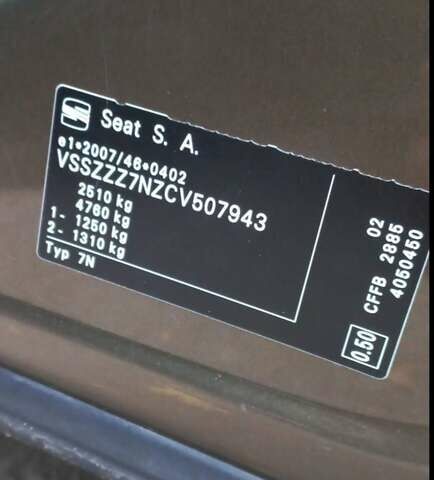 Seat S. A.
e1*2007/46*0402
VSSZZZ7NZCV507943
2510 kg
4760 kg
1- 1250 kg
2- 1310 kg
Typ 7N
02
CFFB 2885
4050450
0.50